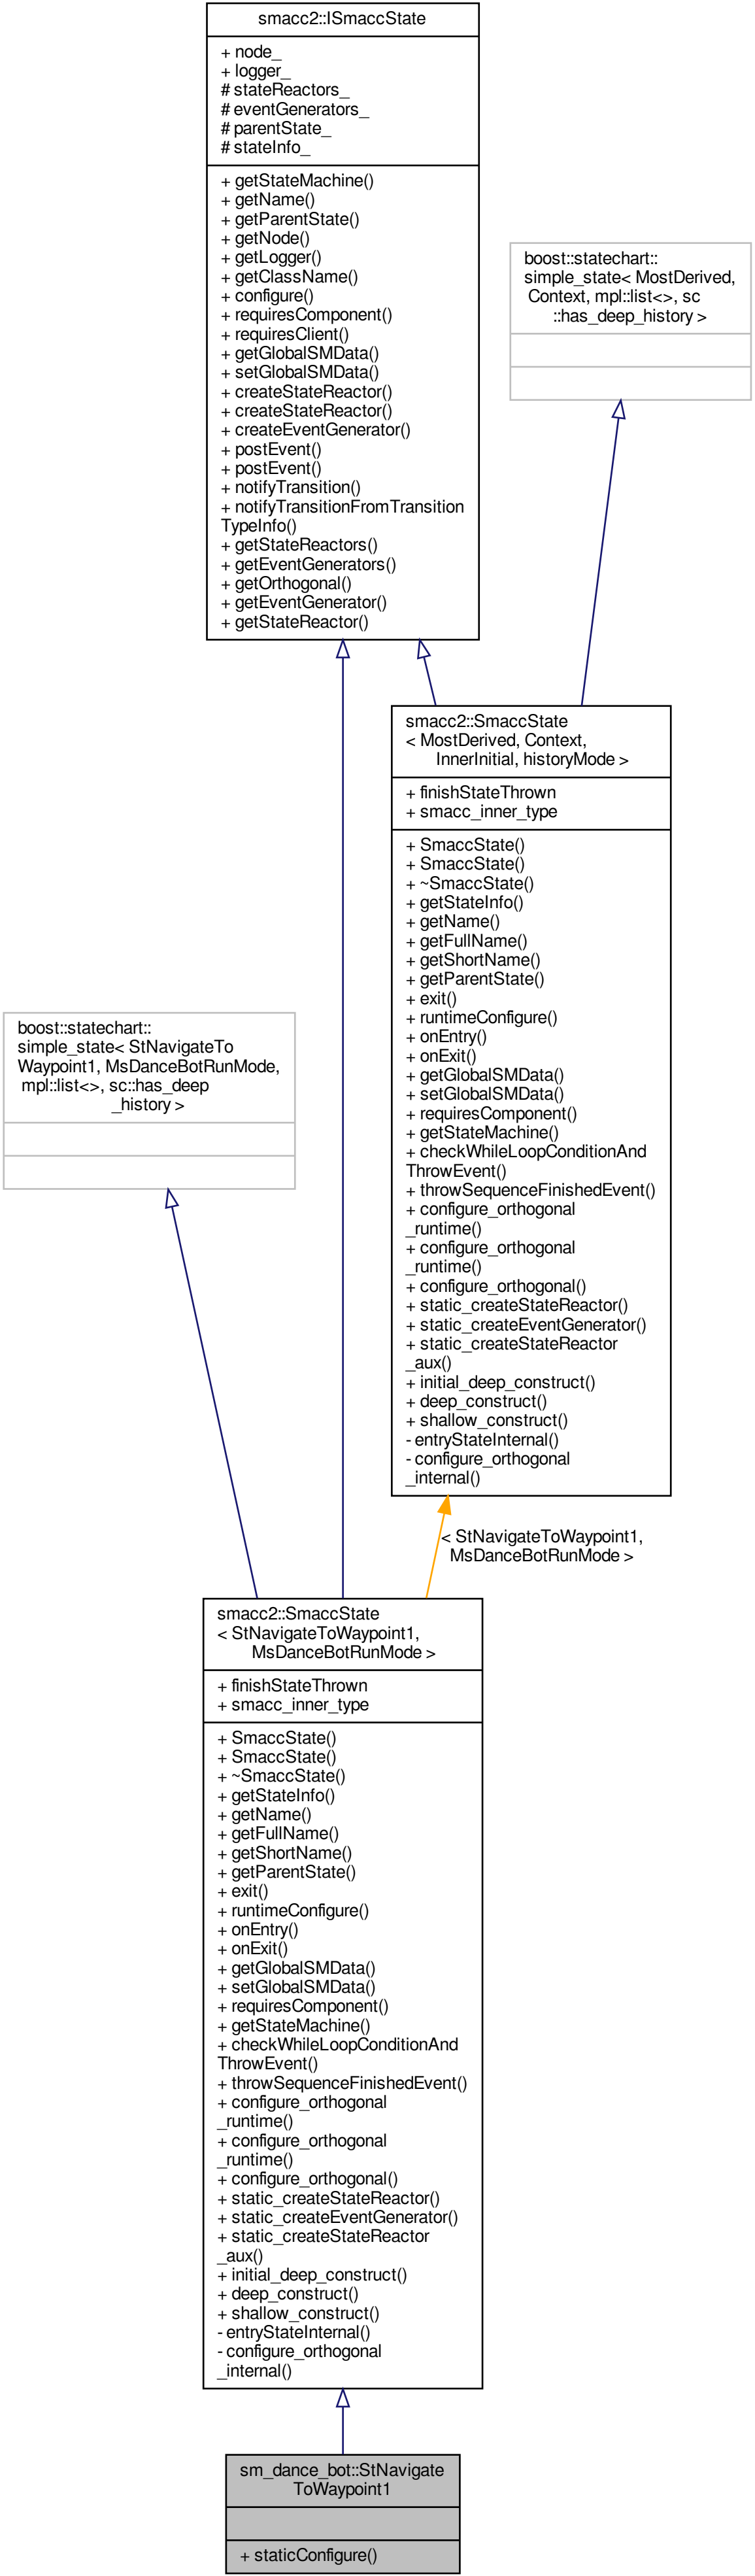 smacc2::ISmaccState
+ node_
+ logger_
# stateReactors_
# eventGenerators_
# parentState_
# stateInfo_
+ getStateMachine()
+ getName()
+ getParentState()
+ getNode()
+ getLogger()
+ getClassName()
+ configure()
+ requiresComponent()
+ requiresClient()
+ getGlobalSMData()
+ setGlobalSMData()
+ createStateReactor()
+ createStateReactor()
+ createEventGenerator()
+ postEvent()
+ postEvent()
+ notifyTransition()
+ notifyTransitionFromTransition
TypeInfo()
+ getStateReactors()
+ getEventGenerators()
+ getOrthogonal()
+ getEventGenerator()
+ getStateReactor()
boost::statechart::
simple_state< MostDerived,
Context, mpl::list<>, sc
::has_deep_history >
smacc2::SmaccState
< MostDerived, Context,
InnerInitial, historyMode >
+ finishStateThrown
+ smacc_inner_type
+ SmaccState()
+ SmaccState()
+ ~SmaccState()
+ getStateInfo()
+ getName()
+ getFullName()
+ getShortName()
+ getParentState()
+ exit()
+ runtimeConfigure()
+ onEntry()
+ onExit()
+ getGlobalSMData()
+ setGlobalSMData()
+ requiresComponent()
+ getStateMachine()
+ checkWhileLoopConditionAnd
ThrowEvent()
+ throwSequenceFinishedEvent()
+ configure_orthogonal
_runtime()
+ configure_orthogonal
_runtime()
+ configure_orthogonal()
+ static_createStateReactor()
+ static_createEventGenerator()
+ static_createStateReactor
_aux()
+ initial_deep_construct()
+ deep_construct()
+ shallow_construct()
- entryStateInternal()
- configure_orthogonal
_internal()
boost::statechart::
simple_state< StNavigateTo
Waypoint1, MsDanceBotRunMode,
mpl::list<>, sc::has_deep
_history >
< StNavigateToWaypoint1,
MsDanceBotRunMode >
smacc2::SmaccState
< StNavigateToWaypoint1,
MsDanceBotRunMode >
+ finishStateThrown
+ smacc_inner_type
+ SmaccState()
+ SmaccState()
+ ~SmaccState()
+ getStateInfo()
+ getName()
+ getFullName()
+ getShortName()
+ getParentState()
+ exit()
+ runtimeConfigure()
+ onEntry()
+ onExit()
+ getGlobalSMData()
+ setGlobalSMData()
+ requiresComponent()
+ getStateMachine()
+ checkWhileLoopConditionAnd
ThrowEvent()
+ throwSequenceFinishedEvent()
+ configure_orthogonal
_runtime()
+ configure_orthogonal
_runtime()
+ configure_orthogonal()
+ static_createStateReactor()
+ static_createEventGenerator()
+ static_createStateReactor
_aux()
+ initial_deep_construct()
+ deep_construct()
+ shallow_construct()
- entryStateInternal()
- configure_orthogonal
_internal()
sm_dance_bot::StNavigate
ToWaypoint1
+ staticConfigure()